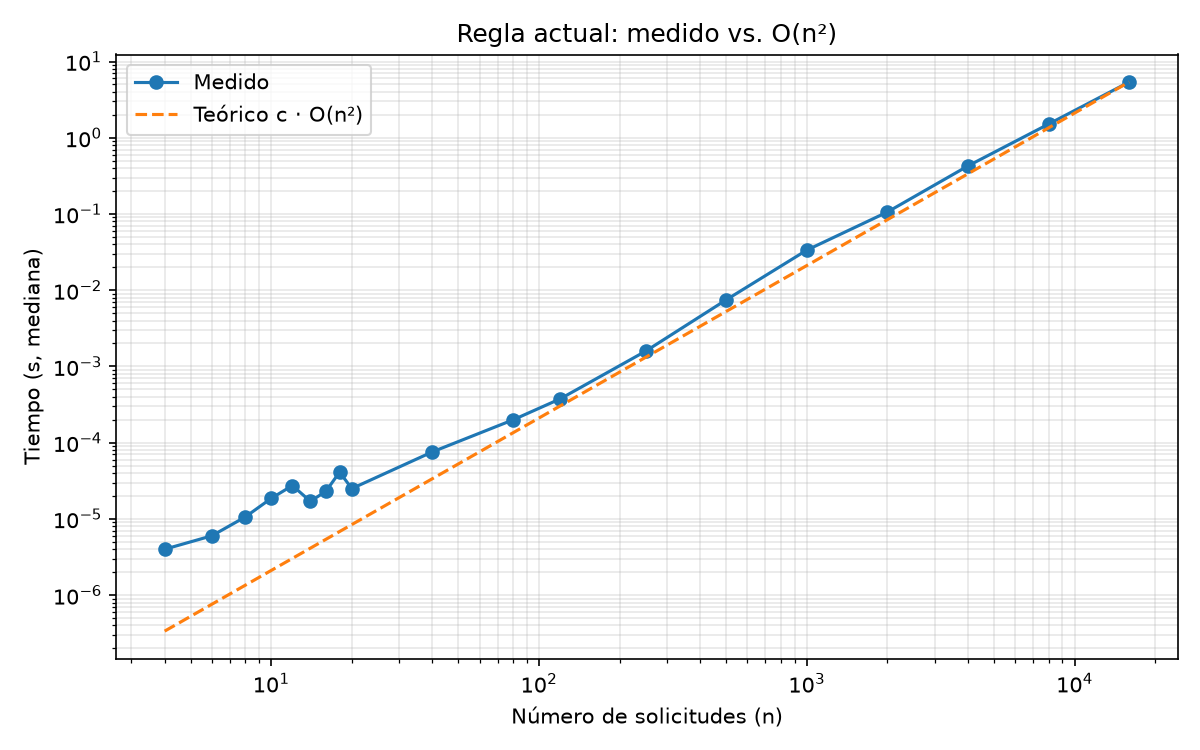 Regla actual: medido vs. O(n²)
Medido
Teórico c · O(n²)
Tiempo (s, mediana)
10¹
10⁰
10⁻¹
10⁻²
10⁻³
10⁻⁴
10⁻⁵
10⁻⁶
10¹ 10² 10³ 10⁴
Número de solicitudes (n)